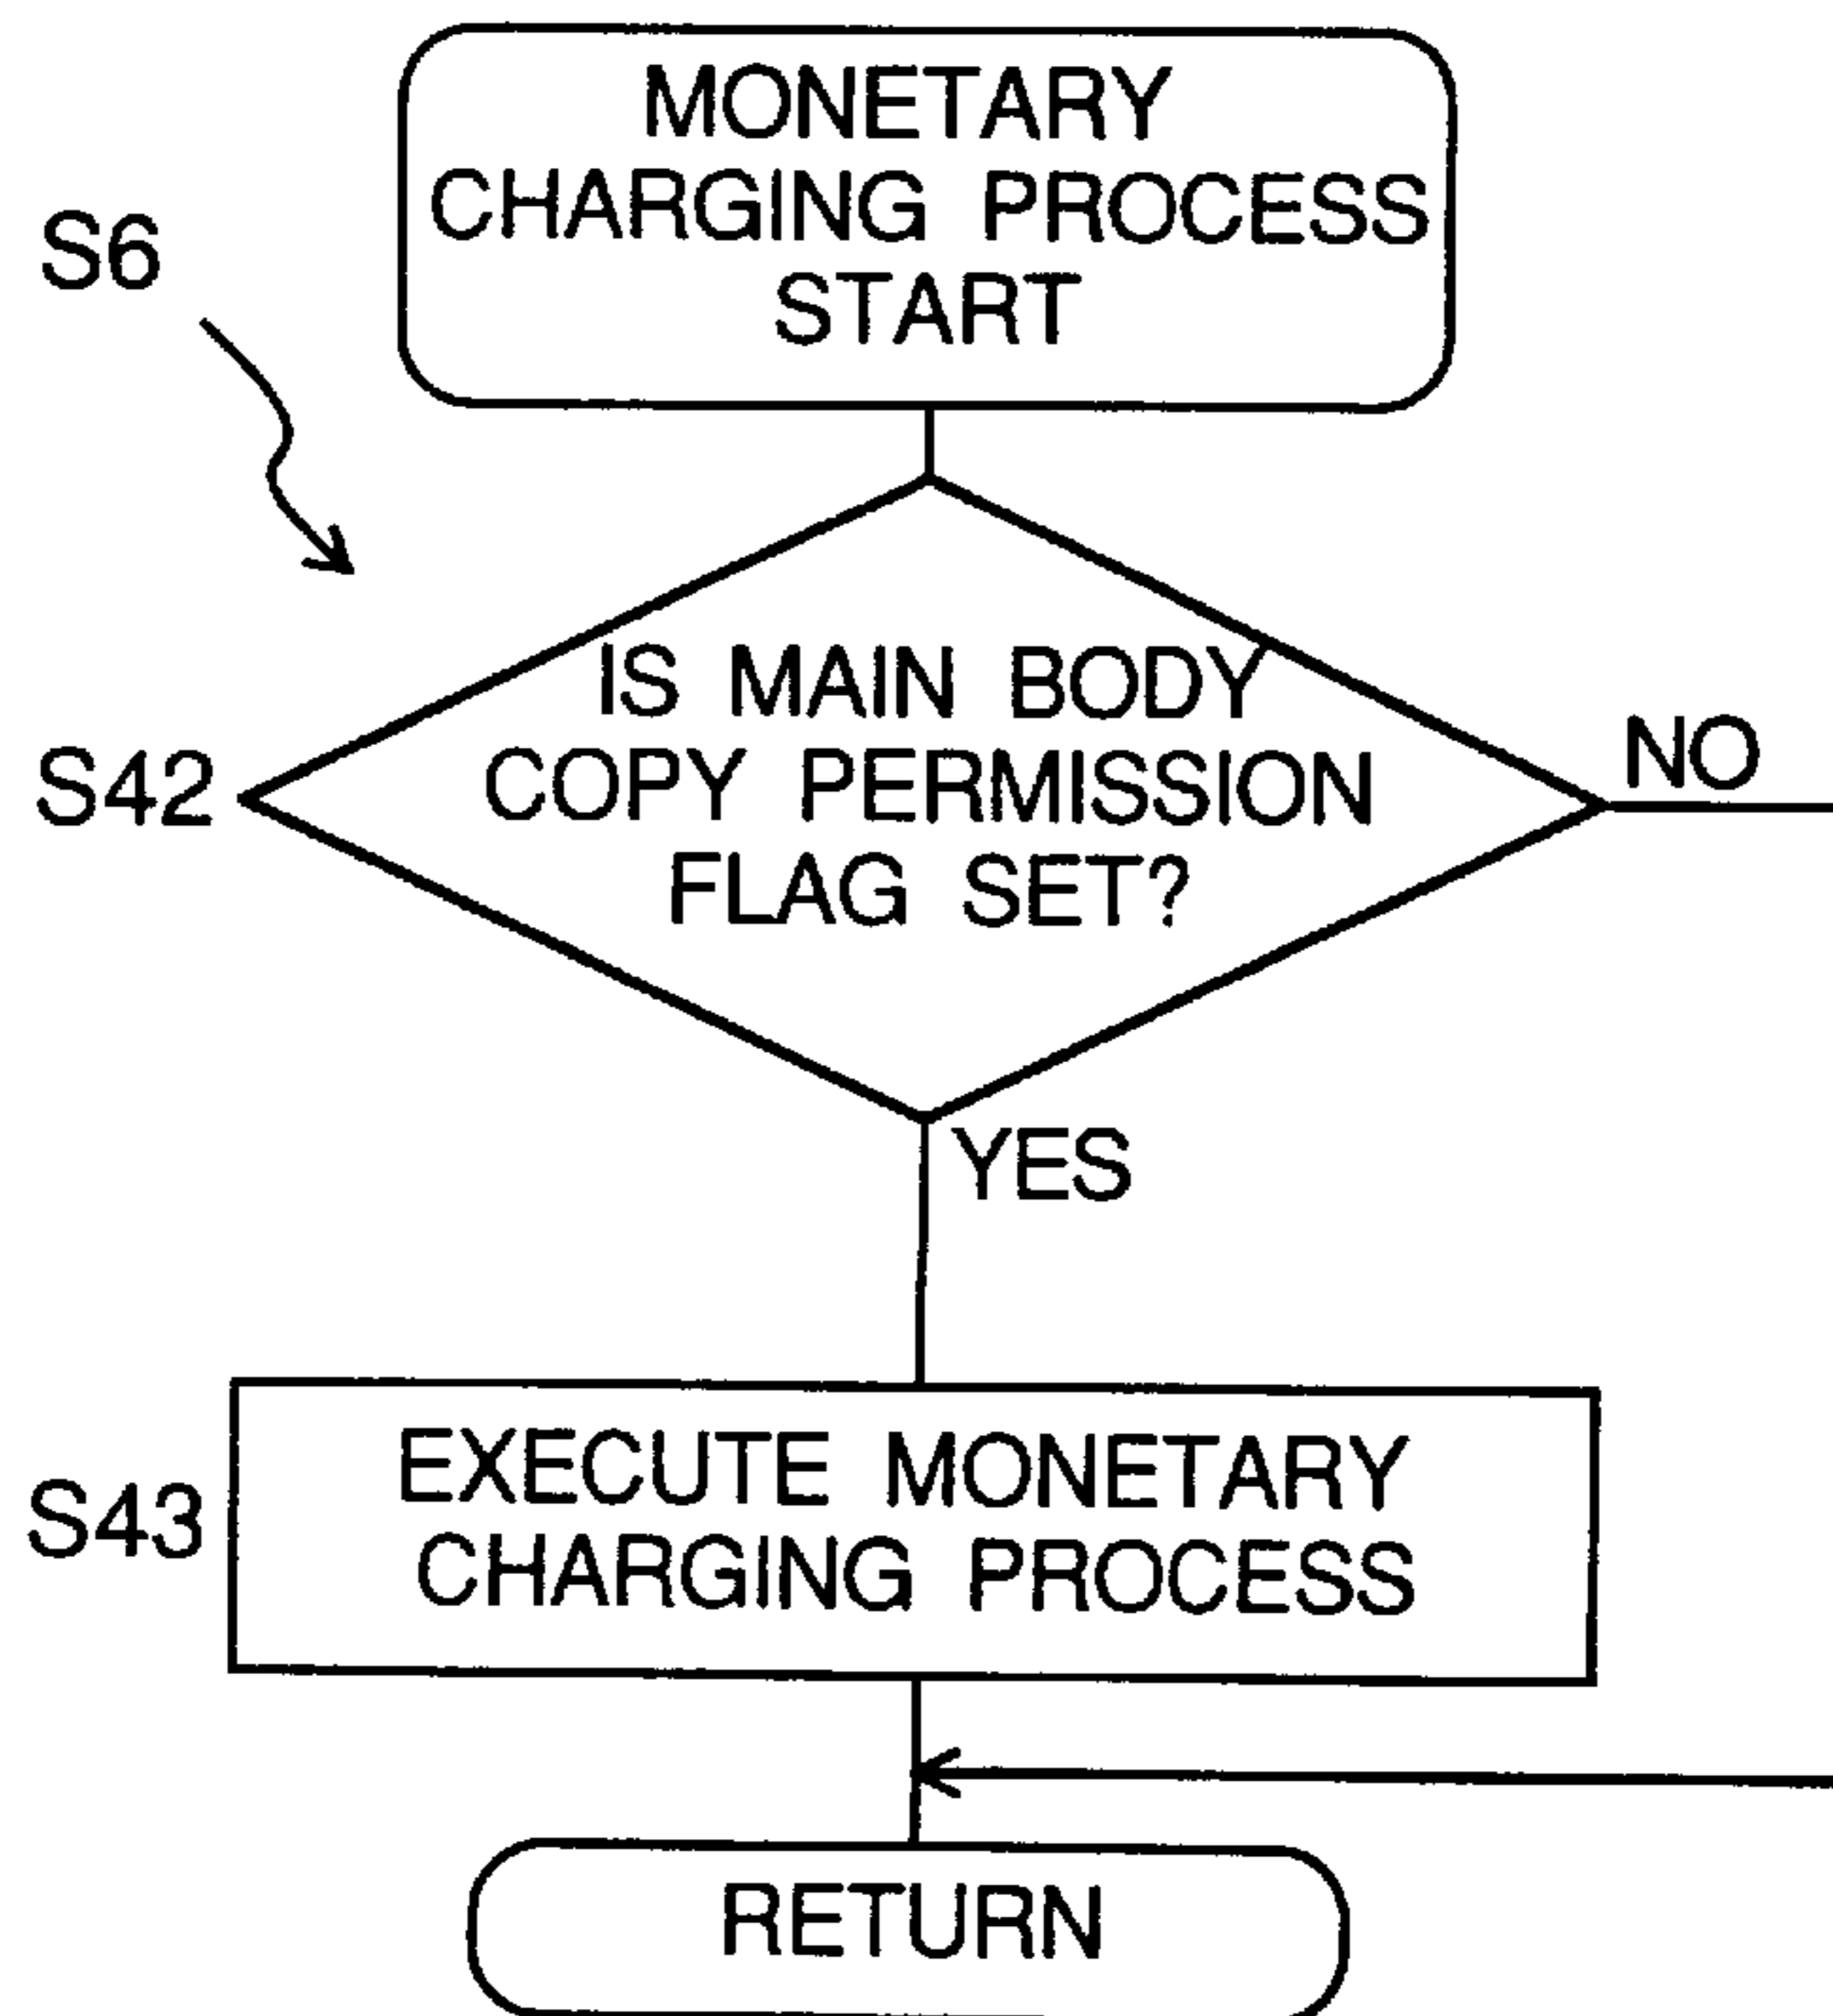 MONETARY
CHARGING PROCESS
START
S6
IS MAIN BODY
COPY PERMISSION
FLAG SET?
S42
NO
YES
EXECUTE MONETARY
CHARGING PROCESS
S43
RETURN